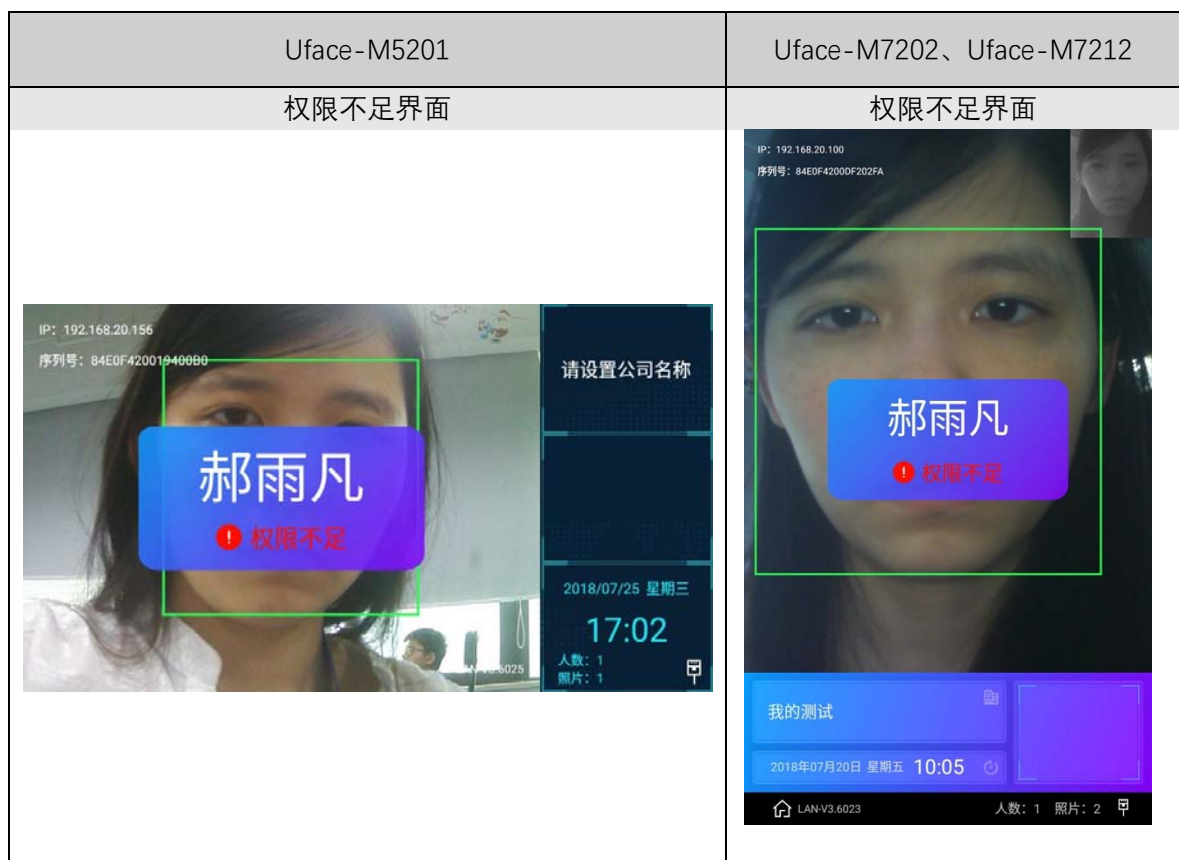 Uface-M5201
Uface-M7202、Uface-M7212
权限不足界面
权限不足界面
IP: 192.168.20.156
序列号: 84E0F420019400B0
郝雨凡
! 权限不足
请设置公司名称
2018/07/25 星期三
17:02
人数: 1
照片: 1
IP: 192.168.20.100
序列号: 84E0F4200DF202FA
郝雨凡
! 权限不足
我的测试
2018年07月20日 星期五 10:05
LAN-V3.6023 人数: 1 照片: 2